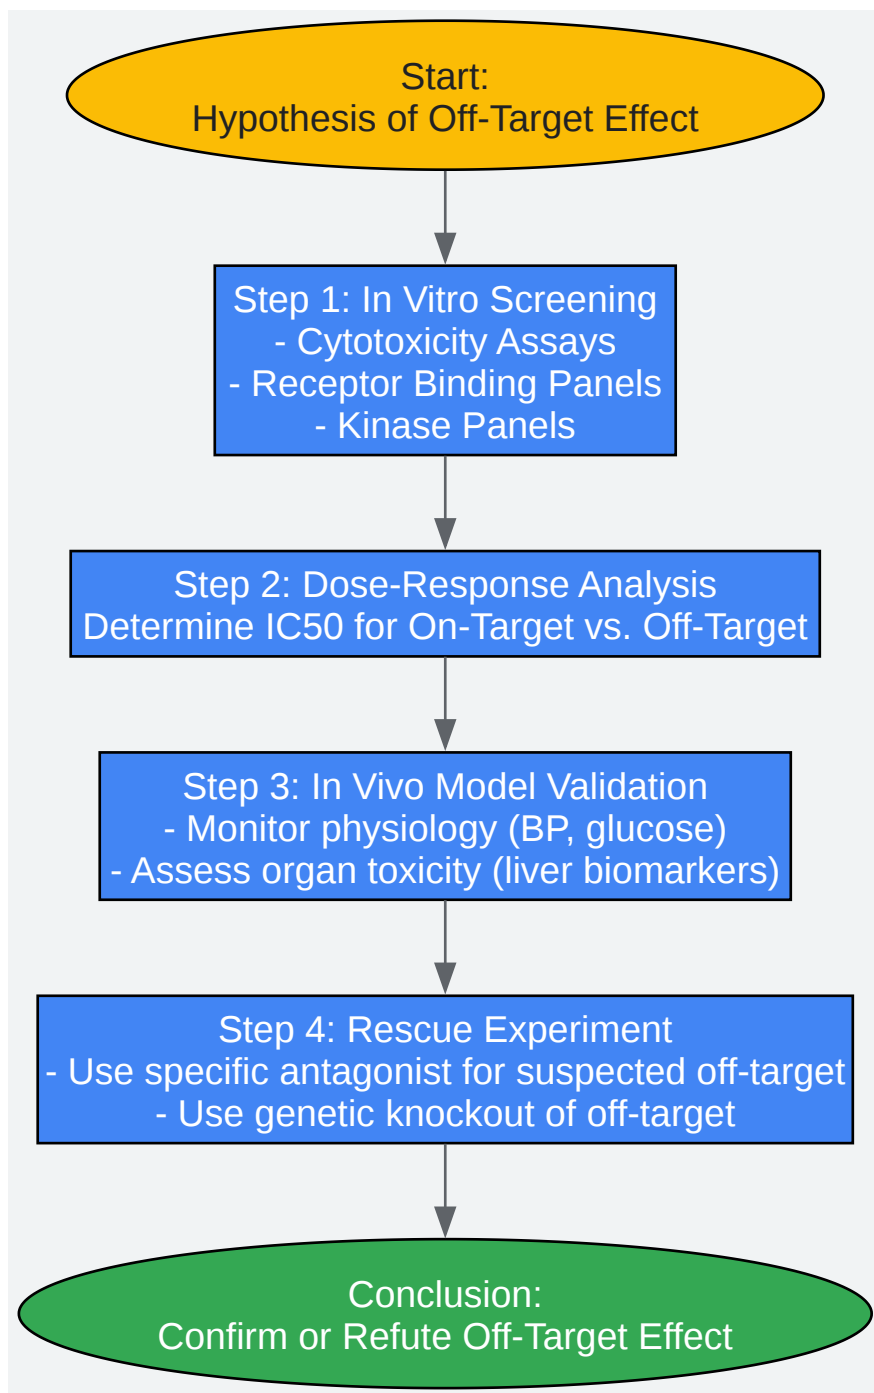 Start:
Hypothesis of Off-Target Effect
Step 1: In Vitro Screening
- Cytotoxicity Assays
- Receptor Binding Panels
- Kinase Panels
Step 2: Dose-Response Analysis
Determine IC50 for On-Target vs. Off-Target
Step 3: In Vivo Model Validation
- Monitor physiology (BP, glucose)
- Assess organ toxicity (liver biomarkers)
Step 4: Rescue Experiment
- Use specific antagonist for suspected off-target
- Use genetic knockout of off-target
Conclusion:
Confirm or Refute Off-Target Effect